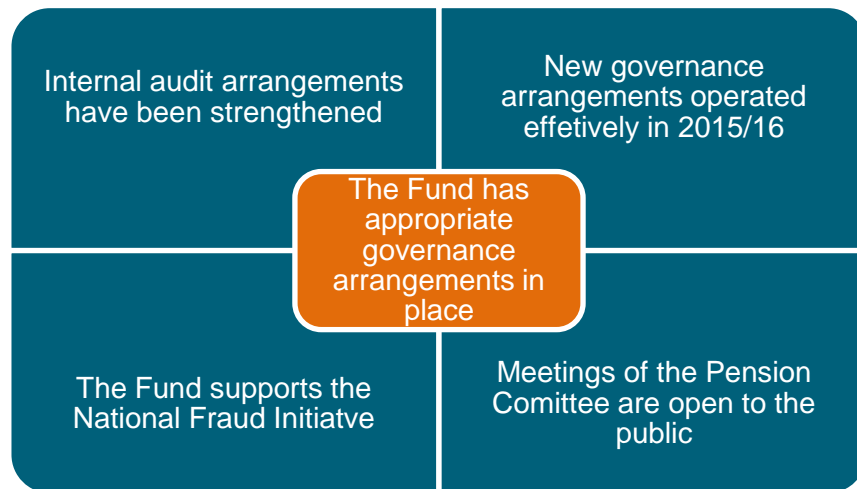 Internal audit arrangements
have been strengthened
New governance
arrangements operated
effetively in 2015/16
The Fund has
appropriate
governance
arrangements in
place
The Fund supports the
National Fraud Initiatve
Meetings of the Pension
Comittee are open to the
public